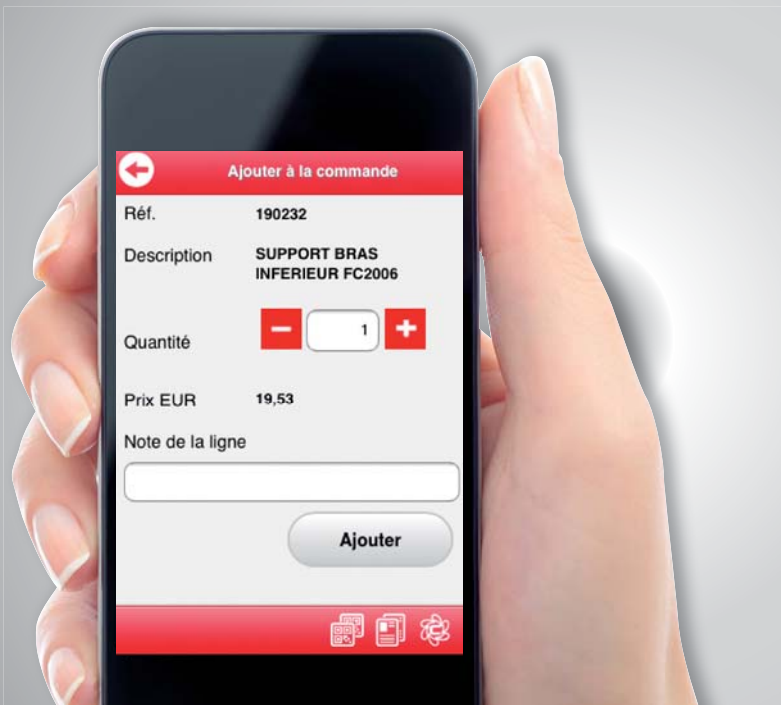 Ajouter à la commande
Réf. 190232
Description SUPPORT BRAS
INFERIEUR FC2006
Quantité − 1 +
Prix EUR 19,53
Note de la ligne
Ajouter